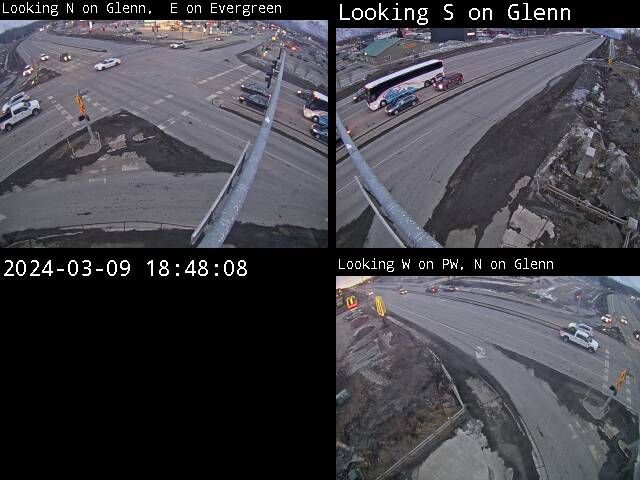 Looking N on Glenn, E on Evergreen
Looking S on Glenn
2024-03-09 18:48:08
Looking W on PW, N on Glenn